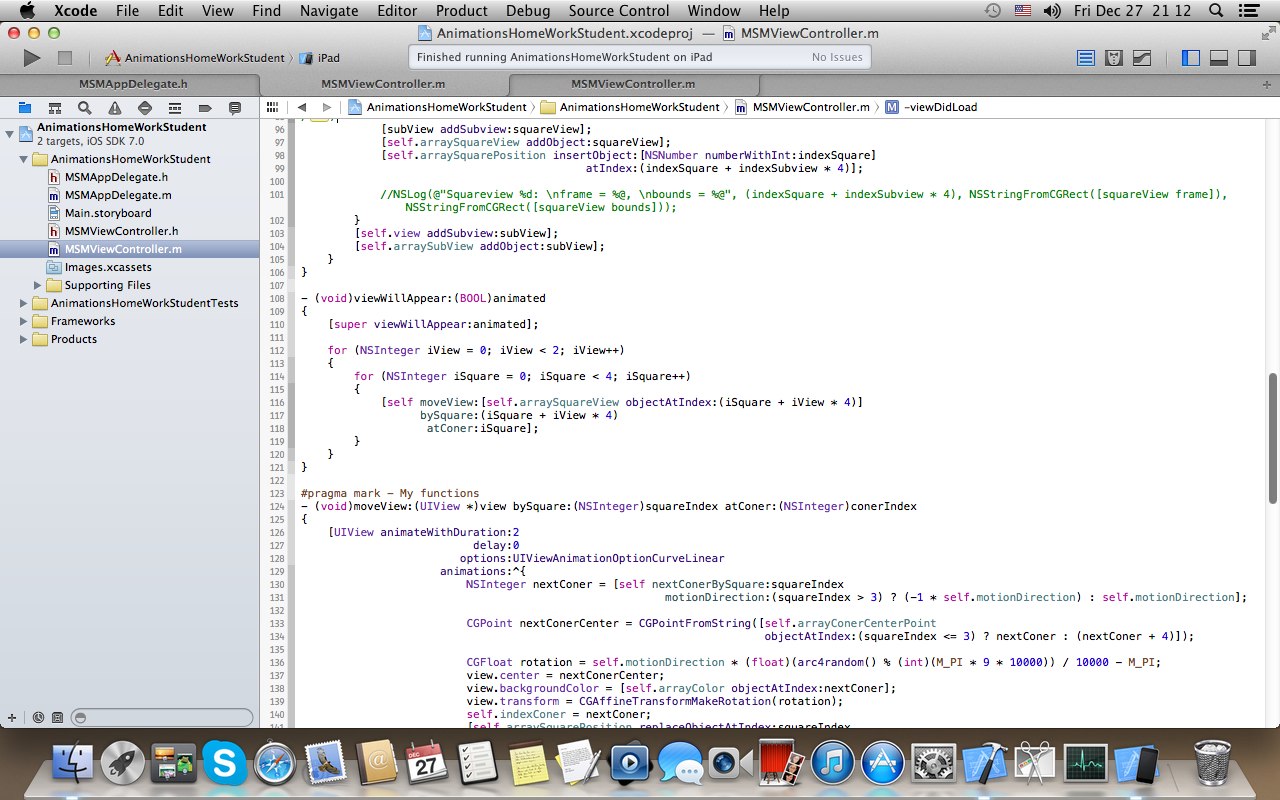 Xcode File Edit View Find Navigate Editor Product Debug Source Control Window Help Fri Dec 27 21 12
AnimationsHomeWorkStudent.xcodeproj — MSMViewController.m
AnimationsHomeWorkStudent iPad
Finished running AnimationsHomeWorkStudent on iPad No Issues
MSMAppDelegate.h MSMViewController.m MSMViewController.m
AnimationsHomeWorkStudent AnimationsHomeWorkStudent MSMViewController.m M -viewDidLoad
AnimationsHomeWorkStudent
2 targets, iOS SDK 7.0
AnimationsHomeWorkStudent
h MSMAppDelegate.h
m MSMAppDelegate.m
Main.storyboard
h MSMViewController.h
m MSMViewController.m
Images.xcassets
Supporting Files
AnimationsHomeWorkStudentTests
Frameworks
Products
96 [subView addSubview:squareView];
97 [self.arraySquareView addObject:squareView];
98 [self.arraySquarePosition insertObject:[NSNumber numberWithInt:indexSquare]
99 atIndex:(indexSquare + indexSubview * 4)];
100
101 //NSLog(@"Squareview %d: \nframe = %@, \nbounds = %@", (indexSquare + indexSubview * 4), NSStringFromCGRect([squareView frame]),
NSStringFromCGRect([squareView bounds]));
102 }
103 [self.view addSubview:subView];
104 [self.arraySubView addObject:subView];
105 }
106 }
107
108 - (void)viewWillAppear:(BOOL)animated
109 {
110 [super viewWillAppear:animated];
111
112 for (NSInteger iView = 0; iView < 2; iView++)
113 {
114 for (NSInteger iSquare = 0; iSquare < 4; iSquare++)
115 {
116 [self moveView:[self.arraySquareView objectAtIndex:(iSquare + iView * 4)]
117 bySquare:(iSquare + iView * 4)
118 atConer:iSquare];
119 }
120 }
121 }
122
123 #pragma mark - My functions
124 - (void)moveView:(UIView *)view bySquare:(NSInteger)squareIndex atConer:(NSInteger)conerIndex
125 {
126 [UIView animateWithDuration:2
127 delay:0
128 options:UIViewAnimationOptionCurveLinear
129 animations:^{
130 NSInteger nextConer = [self nextConerBySquare:squareIndex
131 motionDirection:(squareIndex > 3) ? (-1 * self.motionDirection) : self.motionDirection];
132
133 CGPoint nextConerCenter = CGPointFromString([self.arrayConerCenterPoint
134 objectAtIndex:(squareIndex <= 3) ? nextConer : (nextConer + 4)]);
135
136 CGFloat rotation = self.motionDirection * (float)(arc4random() % (int)(M_PI * 9 * 10000)) / 10000 - M_PI;
137 view.center = nextConerCenter;
138 view.backgroundColor = [self.arrayColor objectAtIndex:nextConer];
139 view.transform = CGAffineTransformMakeRotation(rotation);
140 self.indexConer = nextConer;
141 [self.arraySquarePosition replaceObjectAtIndex:squareIndex
DEC
27